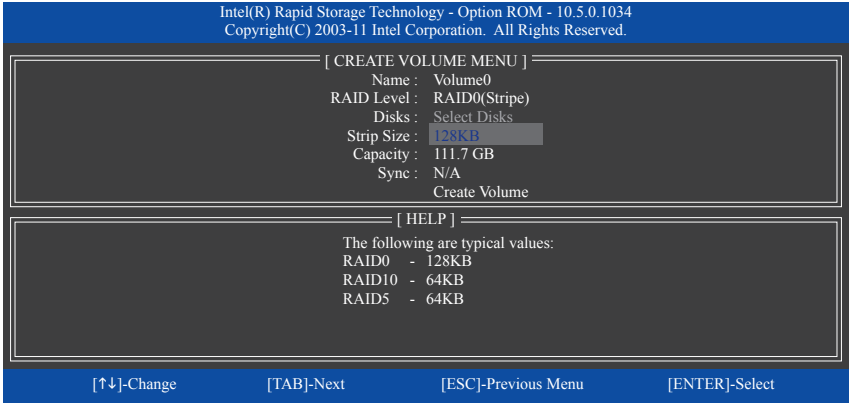 Intel(R) Rapid Storage Technology - Option ROM - 10.5.0.1034
Copyright(C) 2003-11 Intel Corporation.  All Rights Reserved.
[ CREATE VOLUME MENU ]
Name :   Volume0
RAID Level :   RAID0(Stripe)
Disks :   Select Disks
Strip Size :   128KB
Capacity :   111.7 GB
Sync :   N/A
Create Volume
[ HELP ]
The following are typical values:
RAID0   -   128KB
RAID10   -   64KB
RAID5   -   64KB
[↑↓]-Change   [TAB]-Next   [ESC]-Previous Menu   [ENTER]-Select